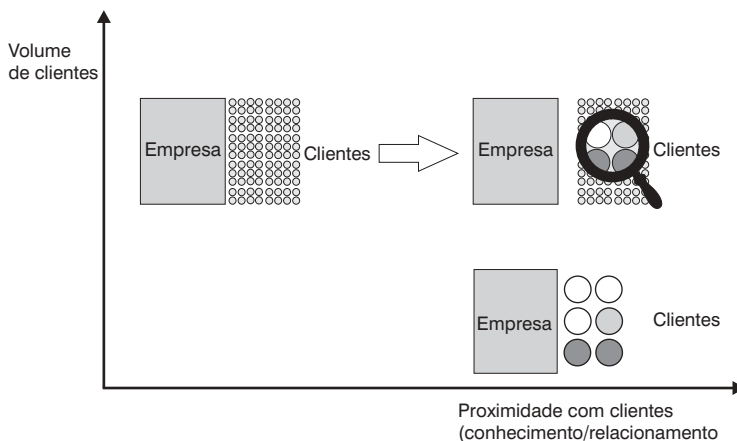 Volume
de clientes
Empresa
Clientes
Empresa
Clientes
Empresa
Clientes
Proximidade com clientes
(conhecimento/relacionamento